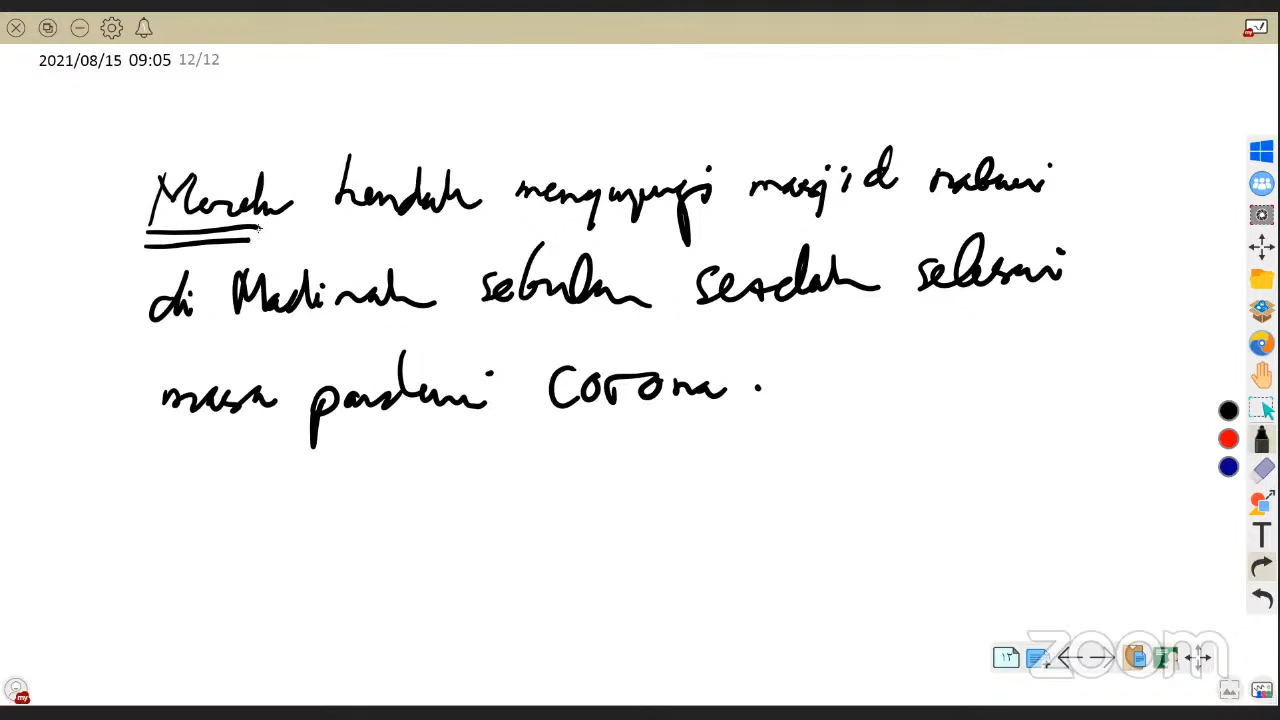 2021/08/15 09:05 12/12
Mereka hendak mengunjungi masjid nabawi
di Madinah sebulan sesudah selesai
masa pandemi Corona.
zoom